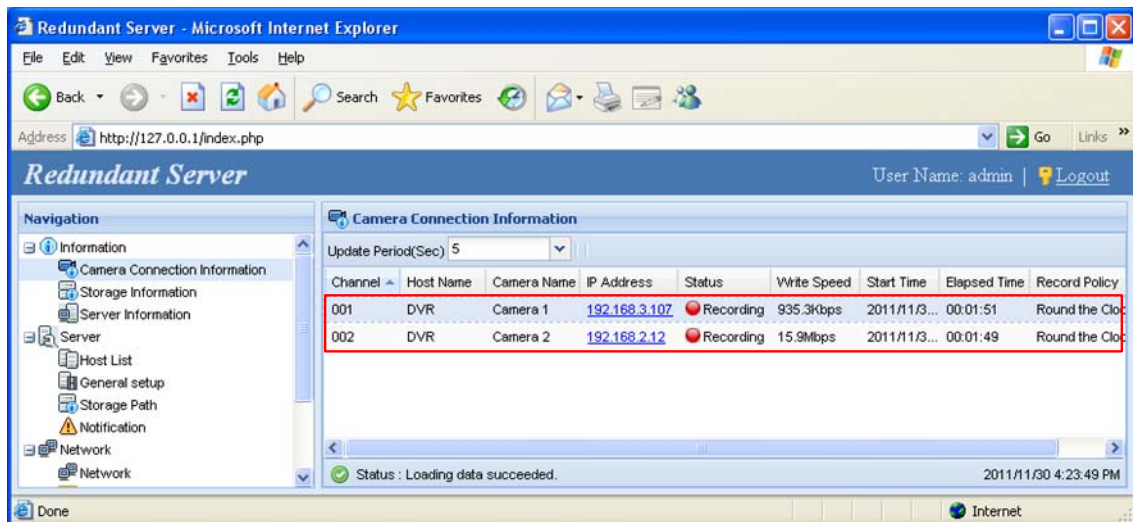 Redundant Server - Microsoft Internet Explorer
File Edit View Favorites Tools Help
Back Search Favorites
Address http://127.0.0.1/index.php Go Links »
Redundant Server User Name: admin | Logout
Navigation
Information
Camera Connection Information
Storage Information
Server Information
Server
Host List
General setup
Storage Path
Notification
Network
Network
Camera Connection Information
Update Period(Sec) 5
Channel Host Name Camera Name IP Address Status Write Speed Start Time Elapsed Time Record Policy
001 DVR Camera 1 192.168.3.107 Recording 935.3Kbps 2011/11/3... 00:01:51 Round the Cloc
002 DVR Camera 2 192.168.2.12 Recording 15.9Mbps 2011/11/3... 00:01:49 Round the Cloc
Status : Loading data succeeded. 2011/11/30 4:23:49 PM
Done Internet